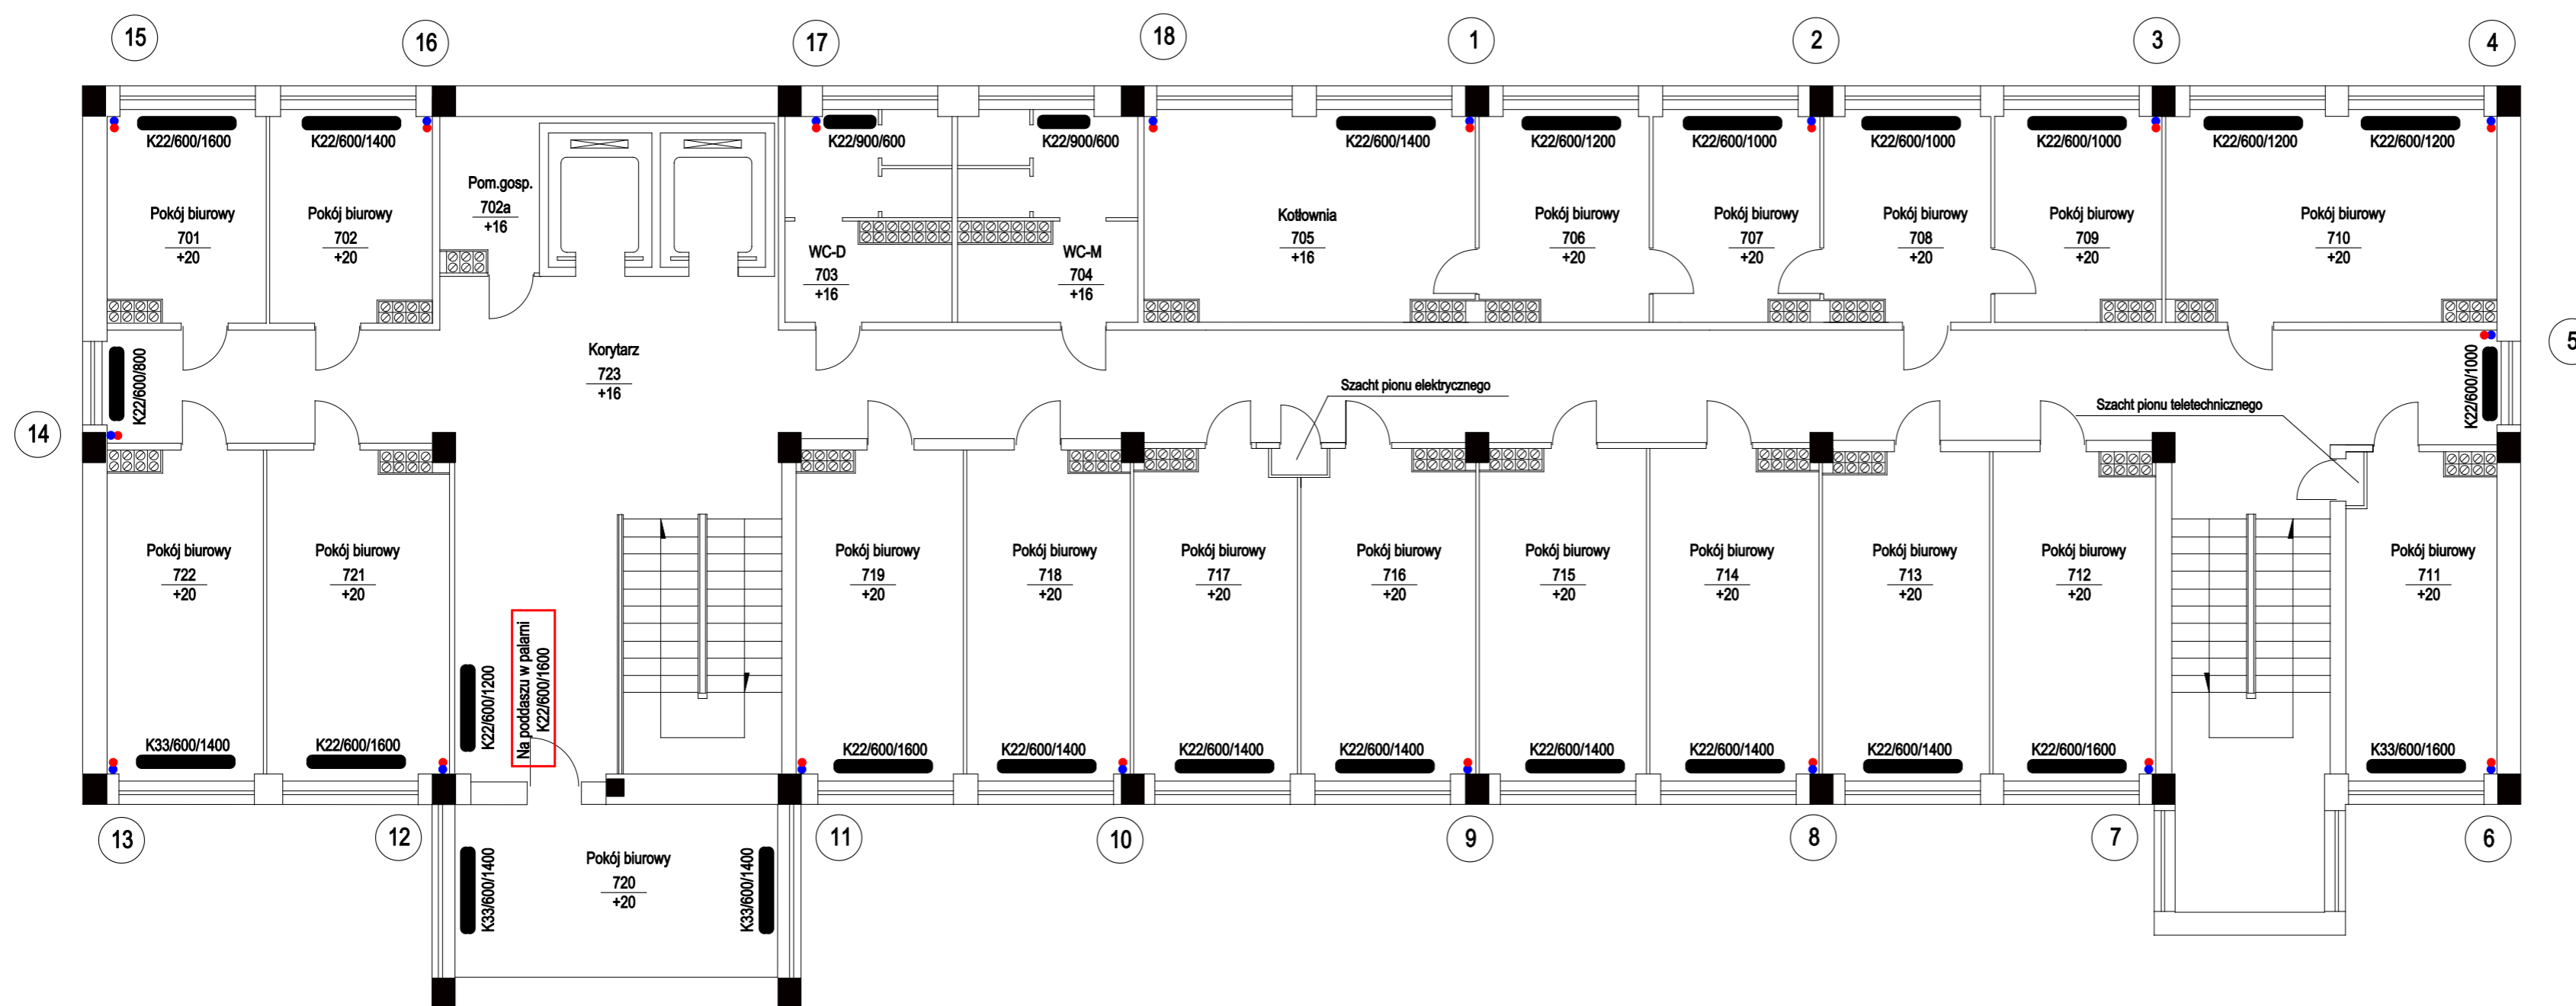 15
16
17
18
1
2
3
4
K22/600/1600
K22/600/1400
K22/900/600
K22/900/600
K22/600/1400
K22/600/1200
K22/600/1000
K22/600/1000
K22/600/1000
K22/600/1200
K22/600/1200
Pokój biurowy
701
+20
Pokój biurowy
702
+20
Pom.gosp.
702a
+16
WC-D
703
+16
WC-M
704
+16
Kotłownia
705
+16
Pokój biurowy
706
+20
Pokój biurowy
707
+20
Pokój biurowy
708
+20
Pokój biurowy
709
+20
Pokój biurowy
710
+20
K22/600/800
Korytarz
723
+16
Szacht pionu elektrycznego
Szacht pionu teletechnicznego
K22/600/1000
5
14
Pokój biurowy
722
+20
Pokój biurowy
721
+20
Pokój biurowy
719
+20
Pokój biurowy
718
+20
Pokój biurowy
717
+20
Pokój biurowy
716
+20
Pokój biurowy
715
+20
Pokój biurowy
714
+20
Pokój biurowy
713
+20
Pokój biurowy
712
+20
Pokój biurowy
711
+20
K22/600/1200
Na poddaszu w palarni
K22/600/1600
K33/600/1400
K22/600/1600
K22/600/1600
K22/600/1400
K22/600/1400
K22/600/1400
K22/600/1400
K22/600/1400
K22/600/1400
K22/600/1600
K33/600/1600
13
12
11
10
9
8
7
6
K33/600/1400
Pokój biurowy
720
+20
K33/600/1400